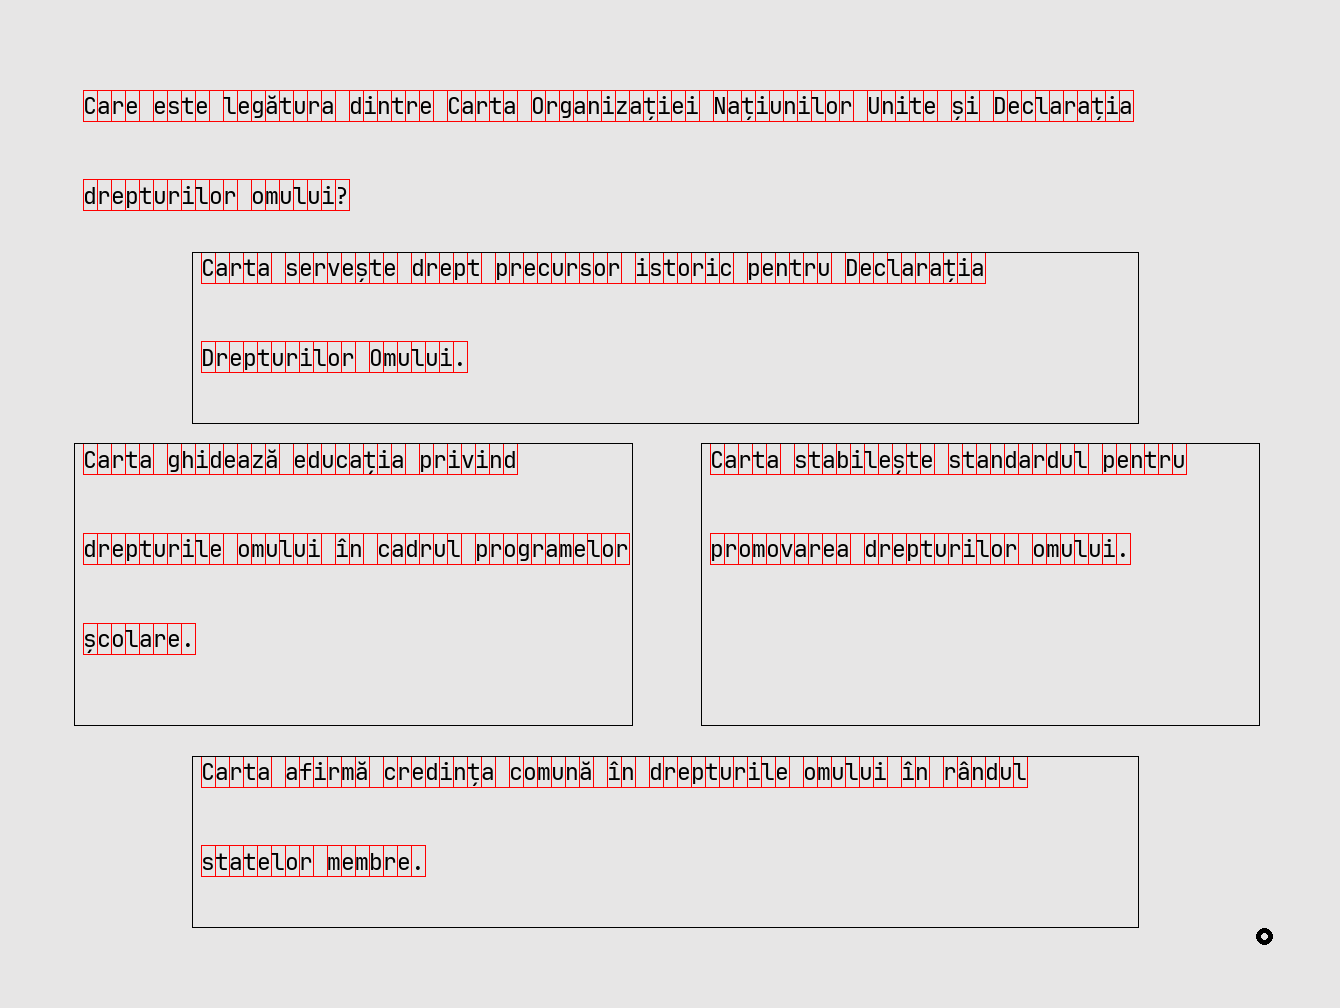 Care este legătura dintre Carta Organizației Națiunilor Unite și Declarația
drepturilor omului?
Carta servește drept precursor istoric pentru Declarația
Drepturilor Omului.
Carta ghidează educația privind
drepturile omului în cadrul programelor
școlare.
Carta stabilește standardul pentru
promovarea drepturilor omului.
Carta afirmă credința comună în drepturile omului în rândul
statelor membre.